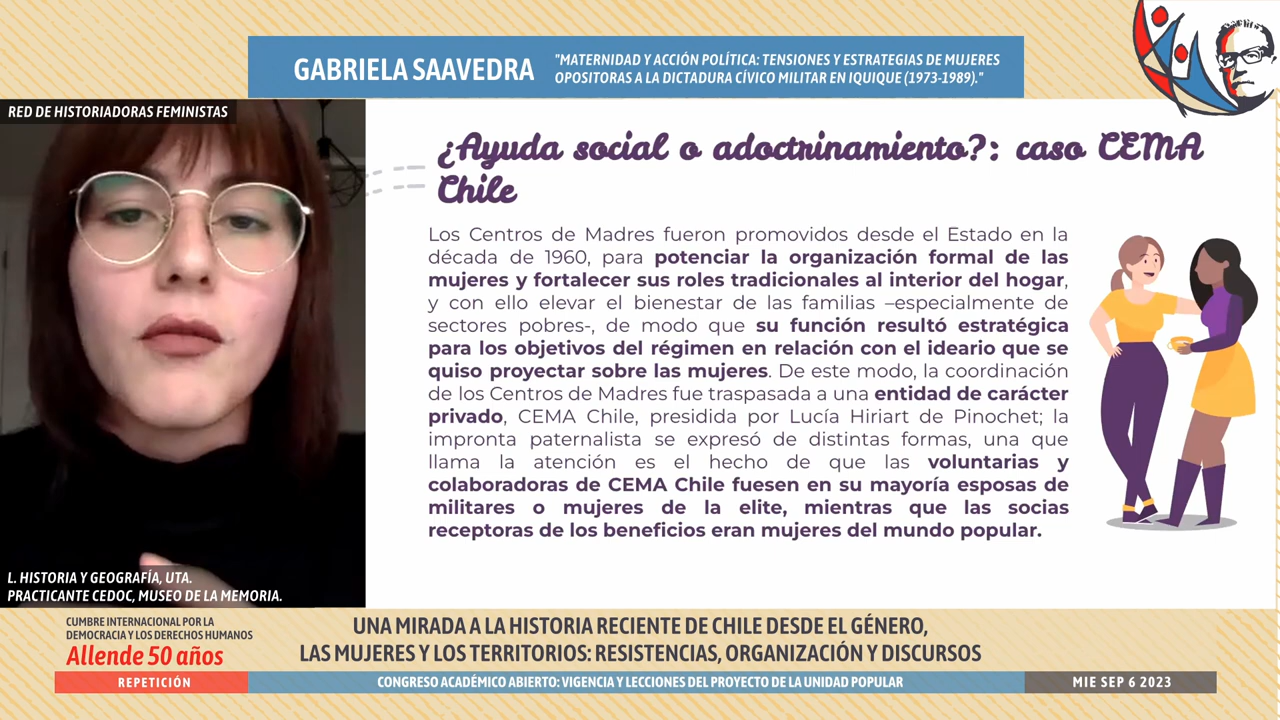 GABRIELA SAAVEDRA
"MATERNIDAD Y ACCIÓN POLÍTICA: TENSIONES Y ESTRATEGIAS DE MUJERES
OPOSITORAS A LA DICTADURA CÍVICO MILITAR EN IQUIQUE (1973-1989)."
RED DE HISTORIADORAS FEMINISTAS
¿Ayuda social o adoctrinamiento?: caso CEMA
Chile
Los Centros de Madres fueron promovidos desde el Estado en la
década de 1960, para potenciar la organización formal de las
mujeres y fortalecer sus roles tradicionales al interior del hogar,
y con ello elevar el bienestar de las familias –especialmente de
sectores pobres-, de modo que su función resultó estratégica
para los objetivos del régimen en relación con el ideario que se
quiso proyectar sobre las mujeres. De este modo, la coordinación
de los Centros de Madres fue traspasada a una entidad de carácter
privado, CEMA Chile, presidida por Lucía Hiriart de Pinochet; la
impronta paternalista se expresó de distintas formas, una que
llama la atención es el hecho de que las voluntarias y
colaboradoras de CEMA Chile fuesen en su mayoría esposas de
militares o mujeres de la elite, mientras que las socias
receptoras de los beneficios eran mujeres del mundo popular.
L. HISTORIA Y GEOGRAFÍA, UTA.
PRACTICANTE CEDOC, MUSEO DE LA MEMORIA.
CUMBRE INTERNACIONAL POR LA
DEMOCRACIA Y LOS DERECHOS HUMANOS
Allende 50 años
UNA MIRADA A LA HISTORIA RECIENTE DE CHILE DESDE EL GÉNERO,
LAS MUJERES Y LOS TERRITORIOS: RESISTENCIAS, ORGANIZACIÓN Y DISCURSOS
REPETICIÓN
CONGRESO ACADÉMICO ABIERTO: VIGENCIA Y LECCIONES DEL PROYECTO DE LA UNIDAD POPULAR
MIE SEP 6 2023